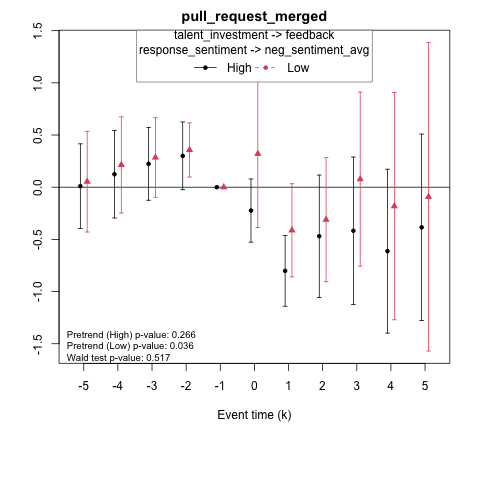 pull_request_merged
talent_investment -> feedback
response_sentiment -> neg_sentiment_avg
High Low
1.5
1.0
0.5
0.0
-0.5
-1.0
-1.5
Pretrend (High) p-value: 0.266
Pretrend (Low) p-value: 0.036
Wald test p-value: 0.517
-5 -4 -3 -2 -1 0 1 2 3 4 5
Event time (k)